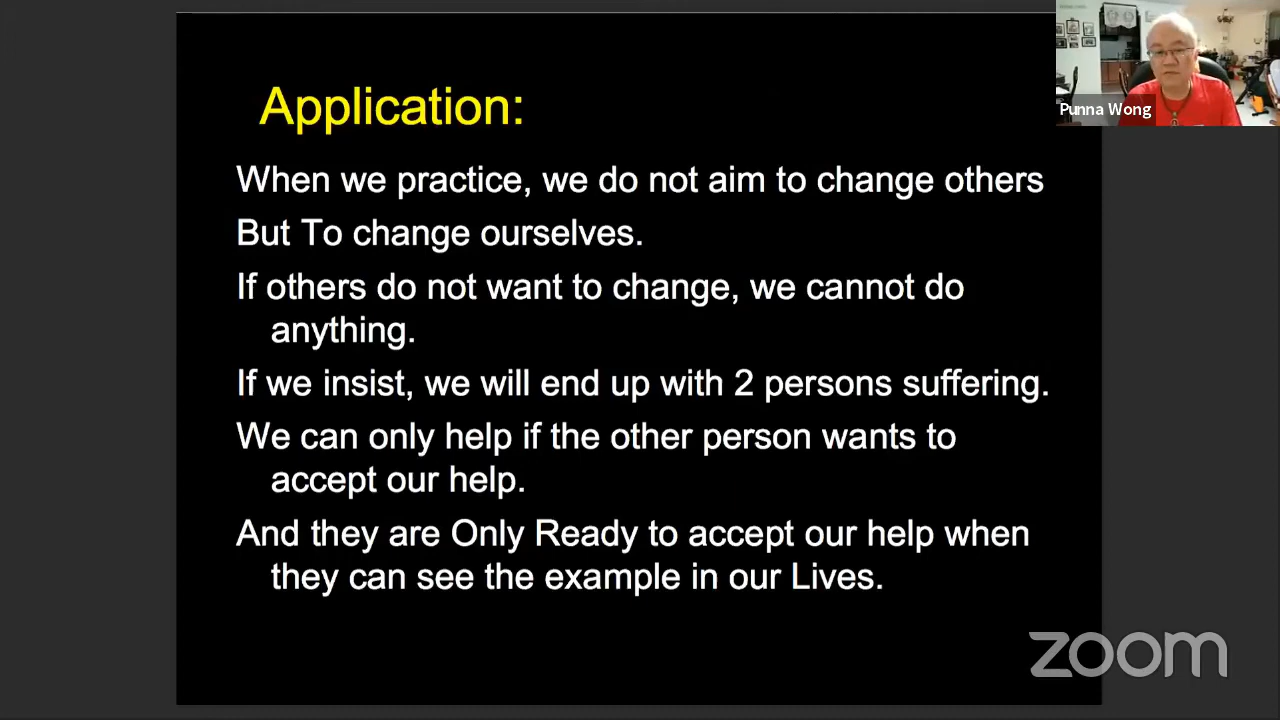 Application:
When we practice, we do not aim to change others
But To change ourselves.
If others do not want to change, we cannot do
anything.
If we insist, we will end up with 2 persons suffering.
We can only help if the other person wants to
accept our help.
And they are Only Ready to accept our help when
they can see the example in our Lives.
Punna Wong
zoom